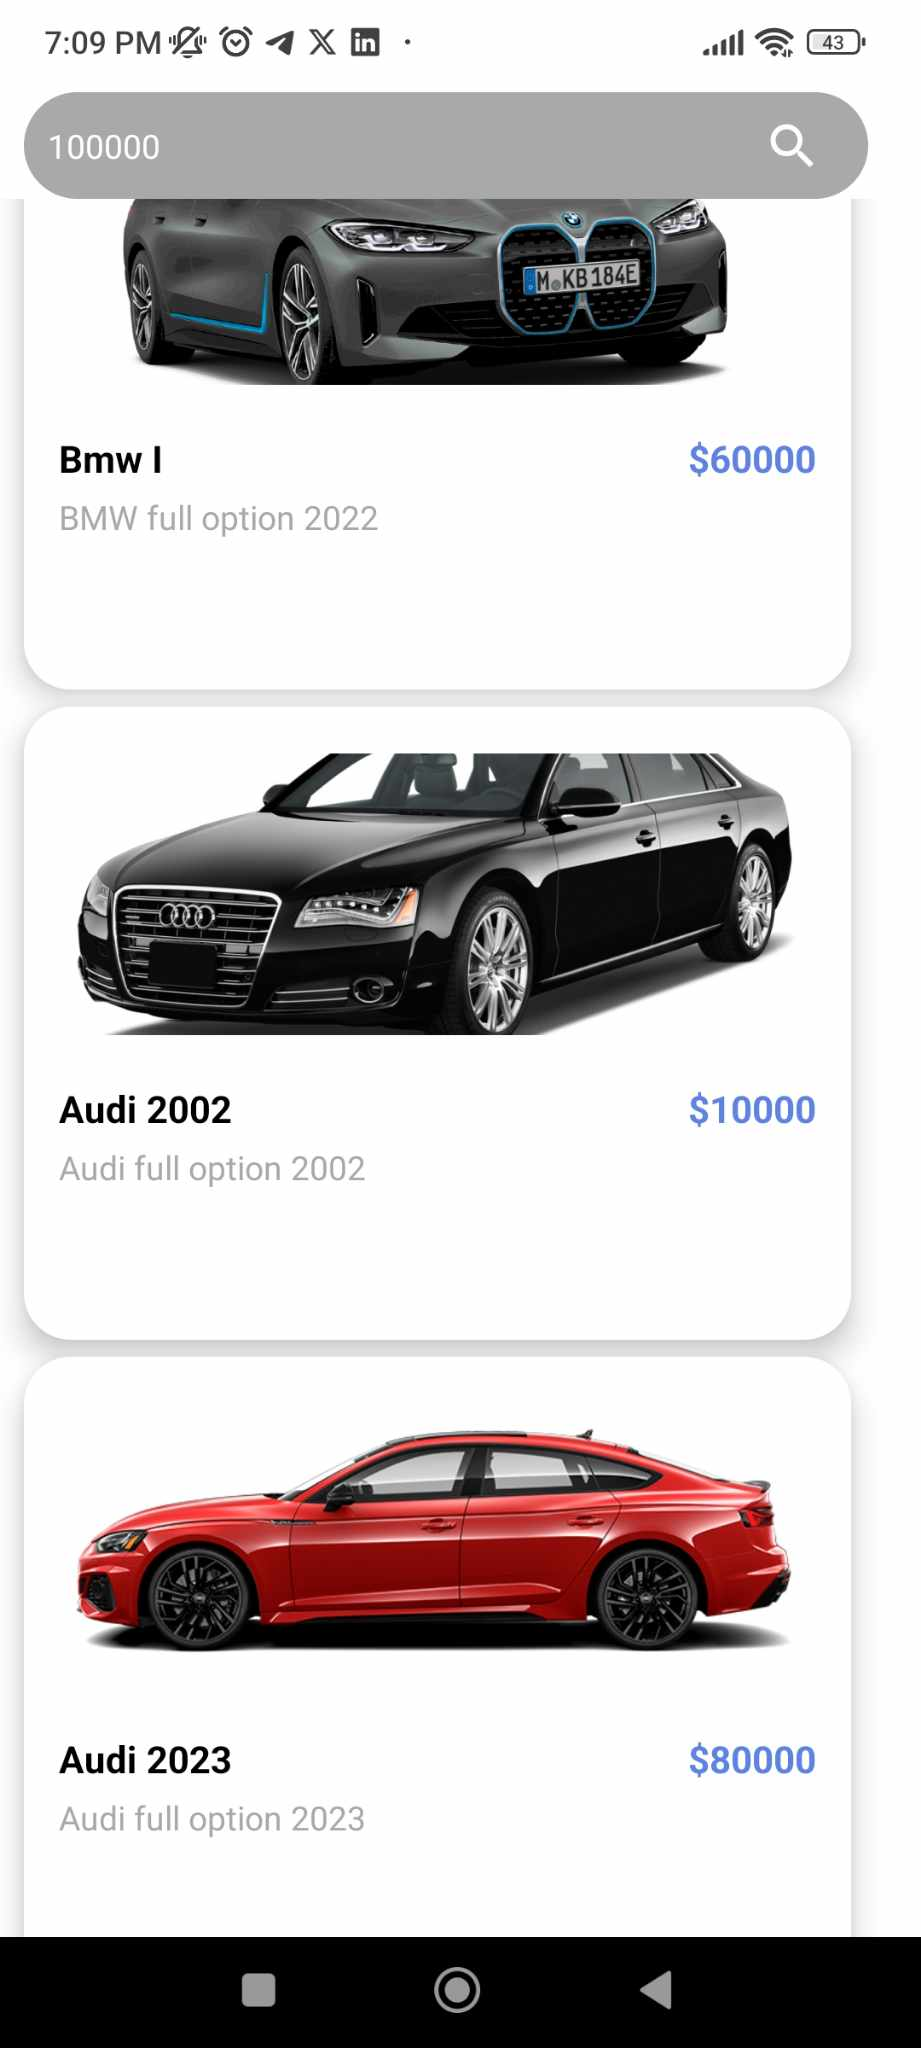 7:09 PM
43
100000
M KB 184E
Bmw I
$60000
BMW full option 2022
Audi 2002
$10000
Audi full option 2002
Audi 2023
$80000
Audi full option 2023